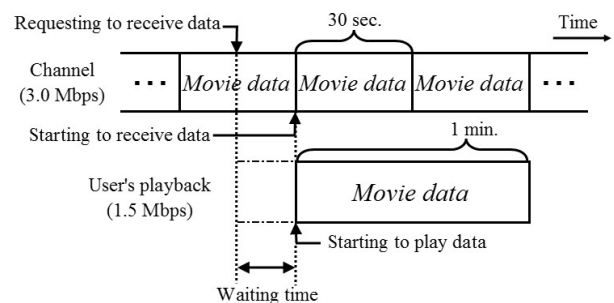 Requesting to receive data
30 sec.
Time
Channel
(3.0 Mbps)
Movie data
Movie data
Movie data
Starting to receive data
1 min.
User's playback
(1.5 Mbps)
Movie data
Starting to play data
Waiting time